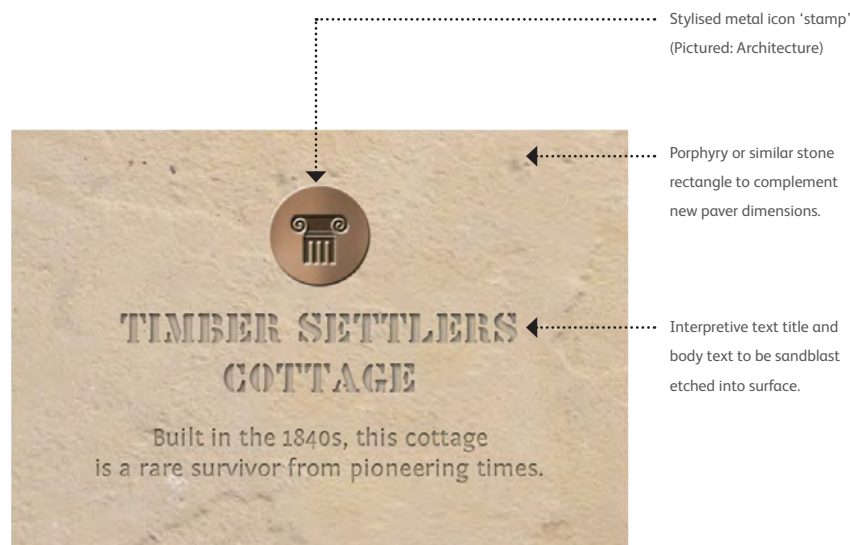 Stylised metal icon ‘stamp’
(Pictured: Architecture)
Porphyry or similar stone
rectangle to complement
new paver dimensions.
TIMBER SETTLERS
COTTAGE
Interpretive text title and
body text to be sandblast
etched into surface.
Built in the 1840s, this cottage
is a rare survivor from pioneering times.